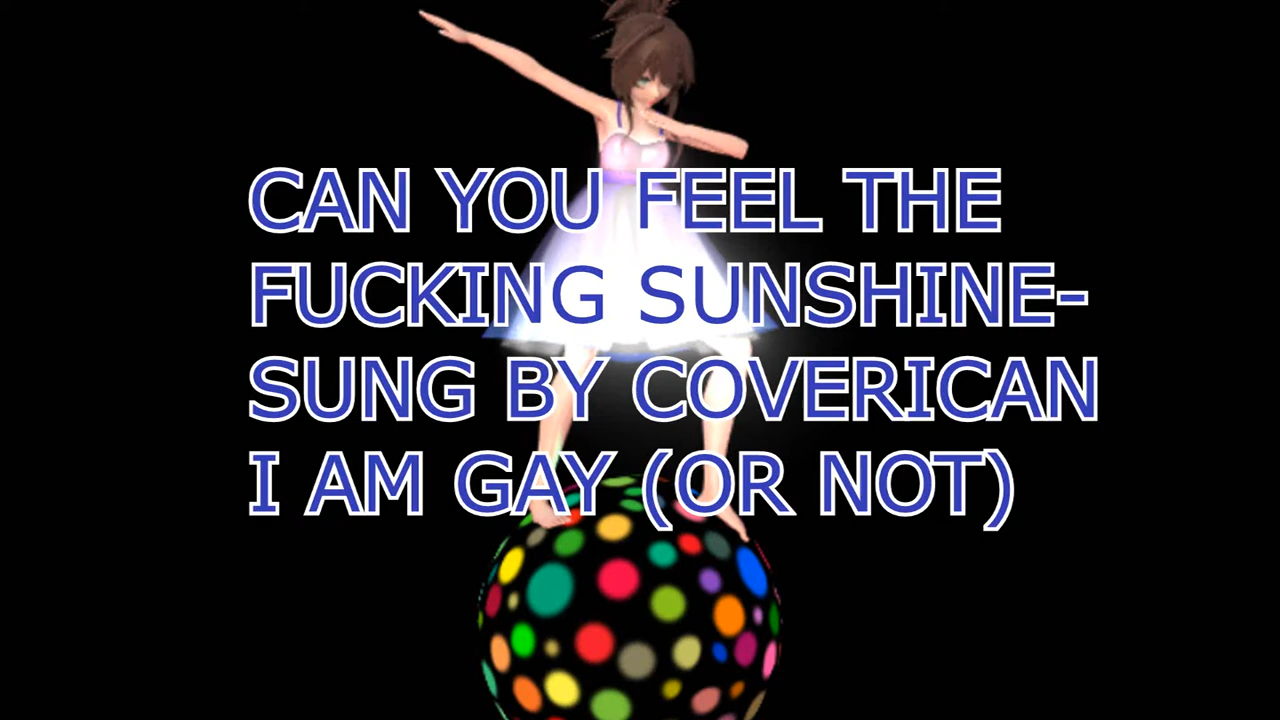 CAN YOU FEEL THE
FUCKING SUNSHINE-
SUNG BY COVERICAN
I AM GAY (OR NOT)